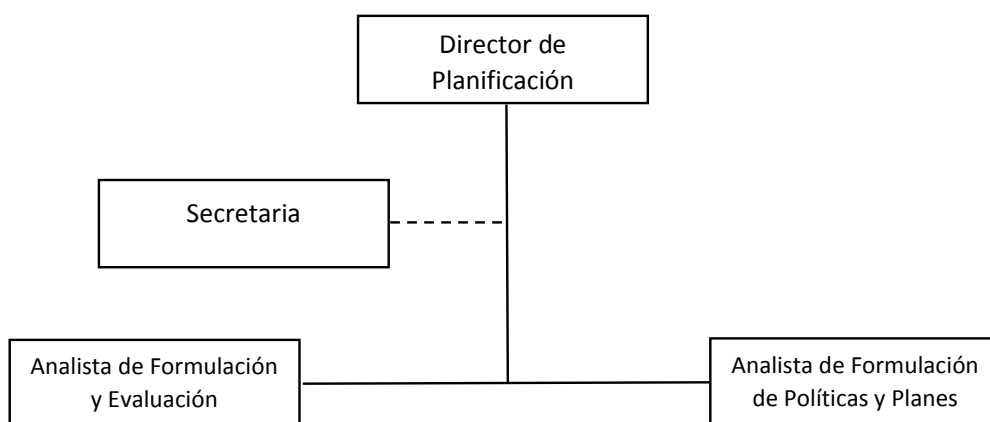 Director de
Planificación
Secretaria
Analista de Formulación
y Evaluación
Analista de Formulación
de Políticas y Planes